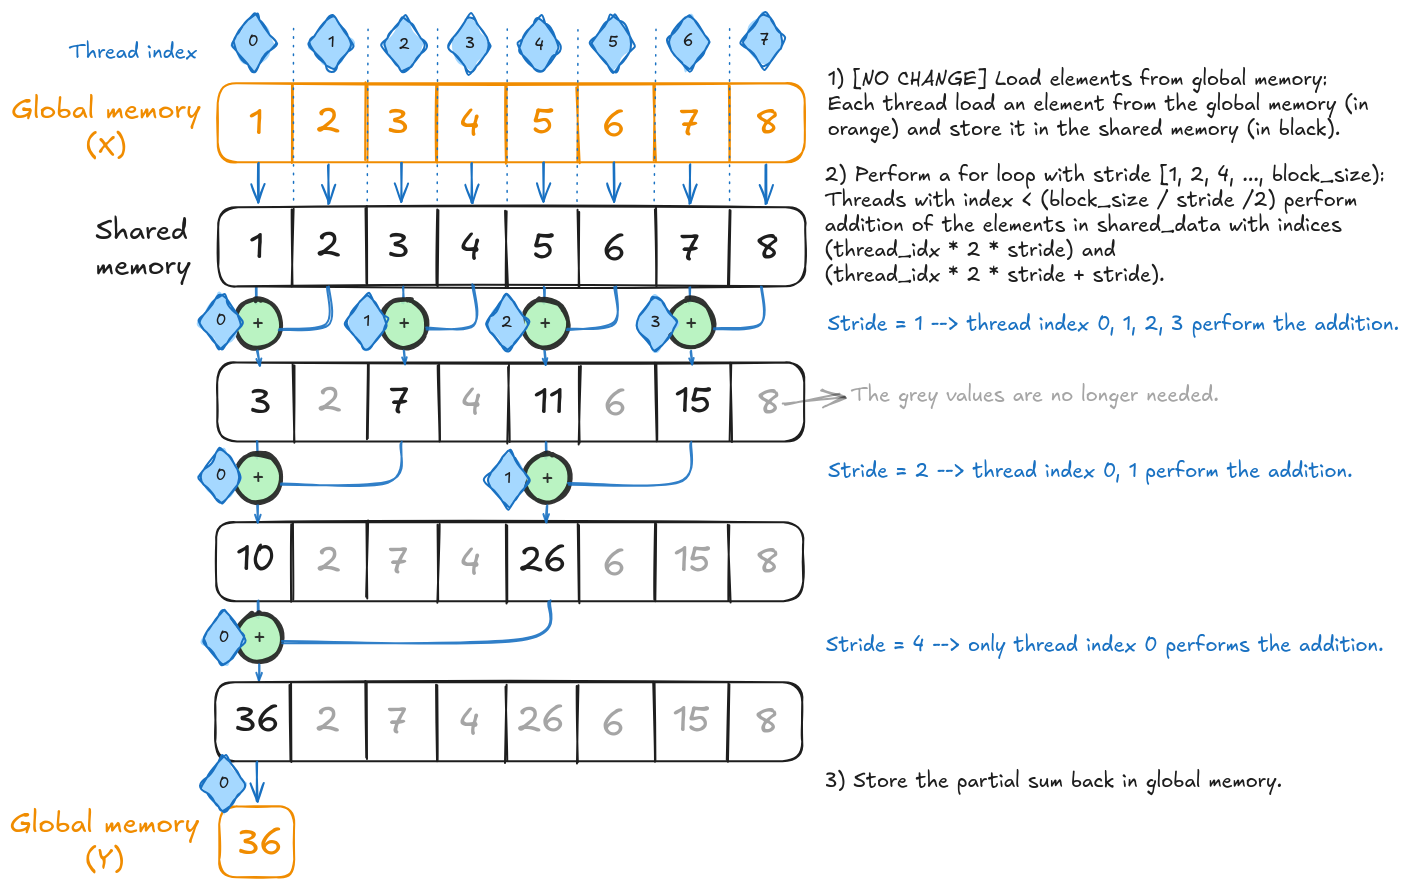 Thread index
0 1 2 3 4 5 6 7
Global memory
(X)
1 2 3 4 5 6 7 8
1) [NO CHANGE] Load elements from global memory:
Each thread load an element from the global memory (in
orange) and store it in the shared memory (in black).
2) Perform a for loop with stride [1, 2, 4, ..., block_size):
Threads with index < (block_size / stride /2) perform
addition of the elements in shared_data with indices
(thread_idx * 2 * stride) and
(thread_idx * 2 * stride + stride).
Shared
memory
1 2 3 4 5 6 7 8
0 + 1 + 2 + 3 +
Stride = 1 --> thread index 0, 1, 2, 3 perform the addition.
3 2 7 4 11 6 15 8
The grey values are no longer needed.
0 + 1 +
Stride = 2 --> thread index 0, 1 perform the addition.
10 2 7 4 26 6 15 8
0 +
Stride = 4 --> only thread index 0 performs the addition.
36 2 7 4 26 6 15 8
0
3) Store the partial sum back in global memory.
Global memory
(Y)
36